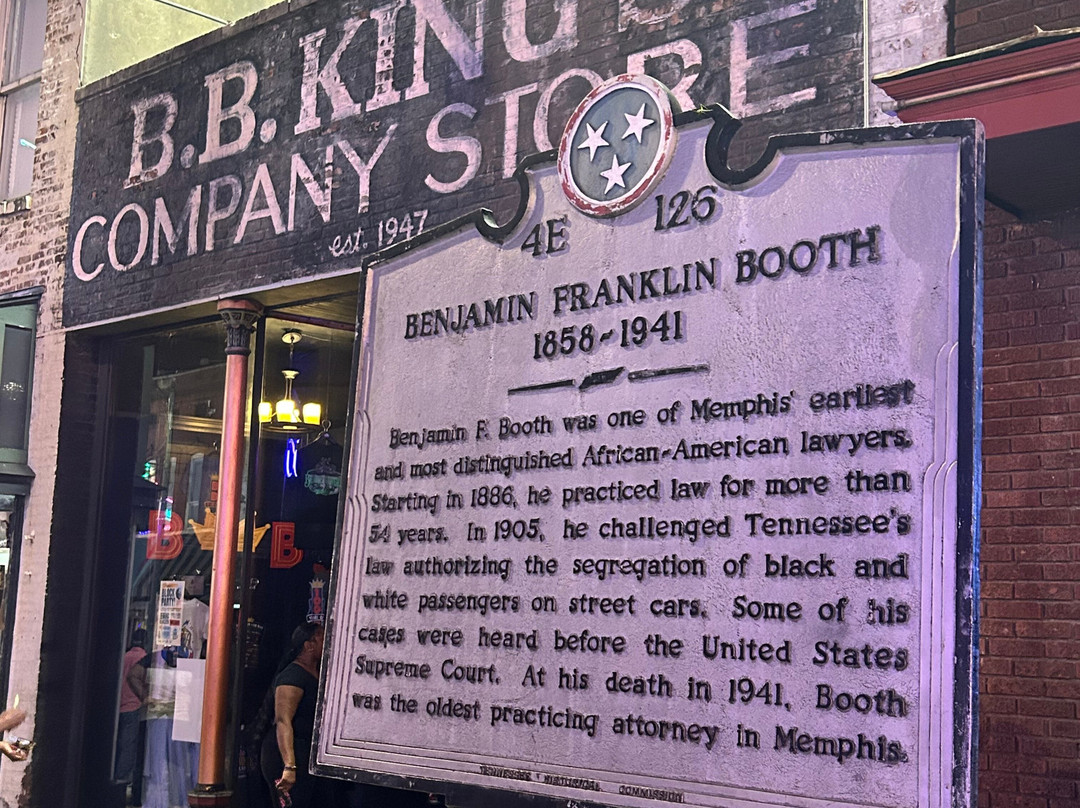 B.B. KING'S
COMPANY STORE
est. 1947
4E 126
BENJAMIN FRANKLIN BOOTH
1858-1941
Benjamin F. Booth was one of Memphis' earliest
and most distinguished African-American lawyers.
Starting in 1886, he practiced law for more than
54 years. In 1905, he challenged Tennessee's
law authorizing the segregation of black and
white passengers on street cars. Some of his
cases were heard before the United States
Supreme Court. At his death in 1941, Booth
was the oldest practicing attorney in Memphis.
TENNESSEE HISTORICAL COMMISSION
B B
BLOCK
PARTY